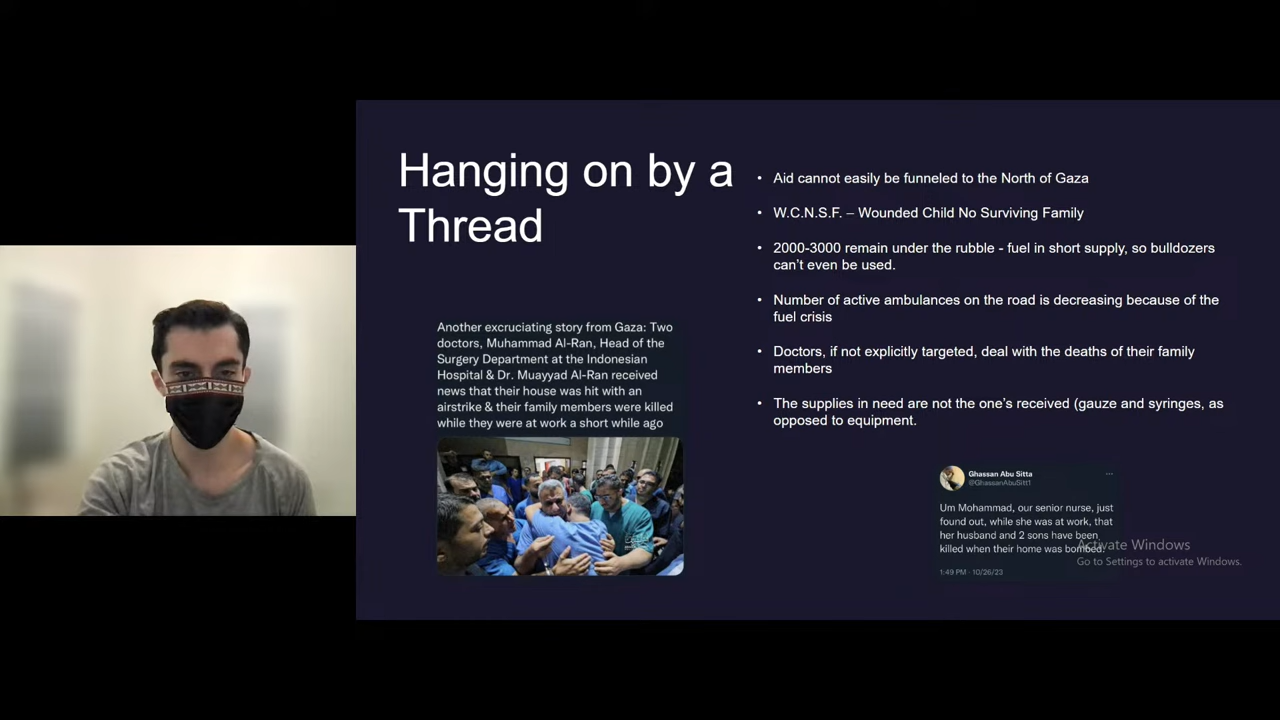 Hanging on by a
Thread
Another excruciating story from Gaza: Two
doctors, Muhammad Al-Ran, Head of the
Surgery Department at the Indonesian
Hospital & Dr. Muayyad Al-Ran received
news that their house was hit with an
airstrike & their family members were killed
while they were at work a short while ago
• Aid cannot easily be funneled to the North of Gaza
• W.C.N.S.F. – Wounded Child No Surviving Family
• 2000-3000 remain under the rubble - fuel in short supply, so bulldozers
can't even be used.
• Number of active ambulances on the road is decreasing because of the
fuel crisis
• Doctors, if not explicitly targeted, deal with the deaths of their family
members
• The supplies in need are not the one's received (gauze and syringes, as
opposed to equipment.
Ghassan Abu Sitta
@GhassanAbuSitt1
Um Mohammad, our senior nurse, just
found out, while she was at work, that
her husband and 2 sons have been
killed when their home was bombed.
1:49 PM · 10/26/23
Activate Windows
Go to Settings to activate Windows.